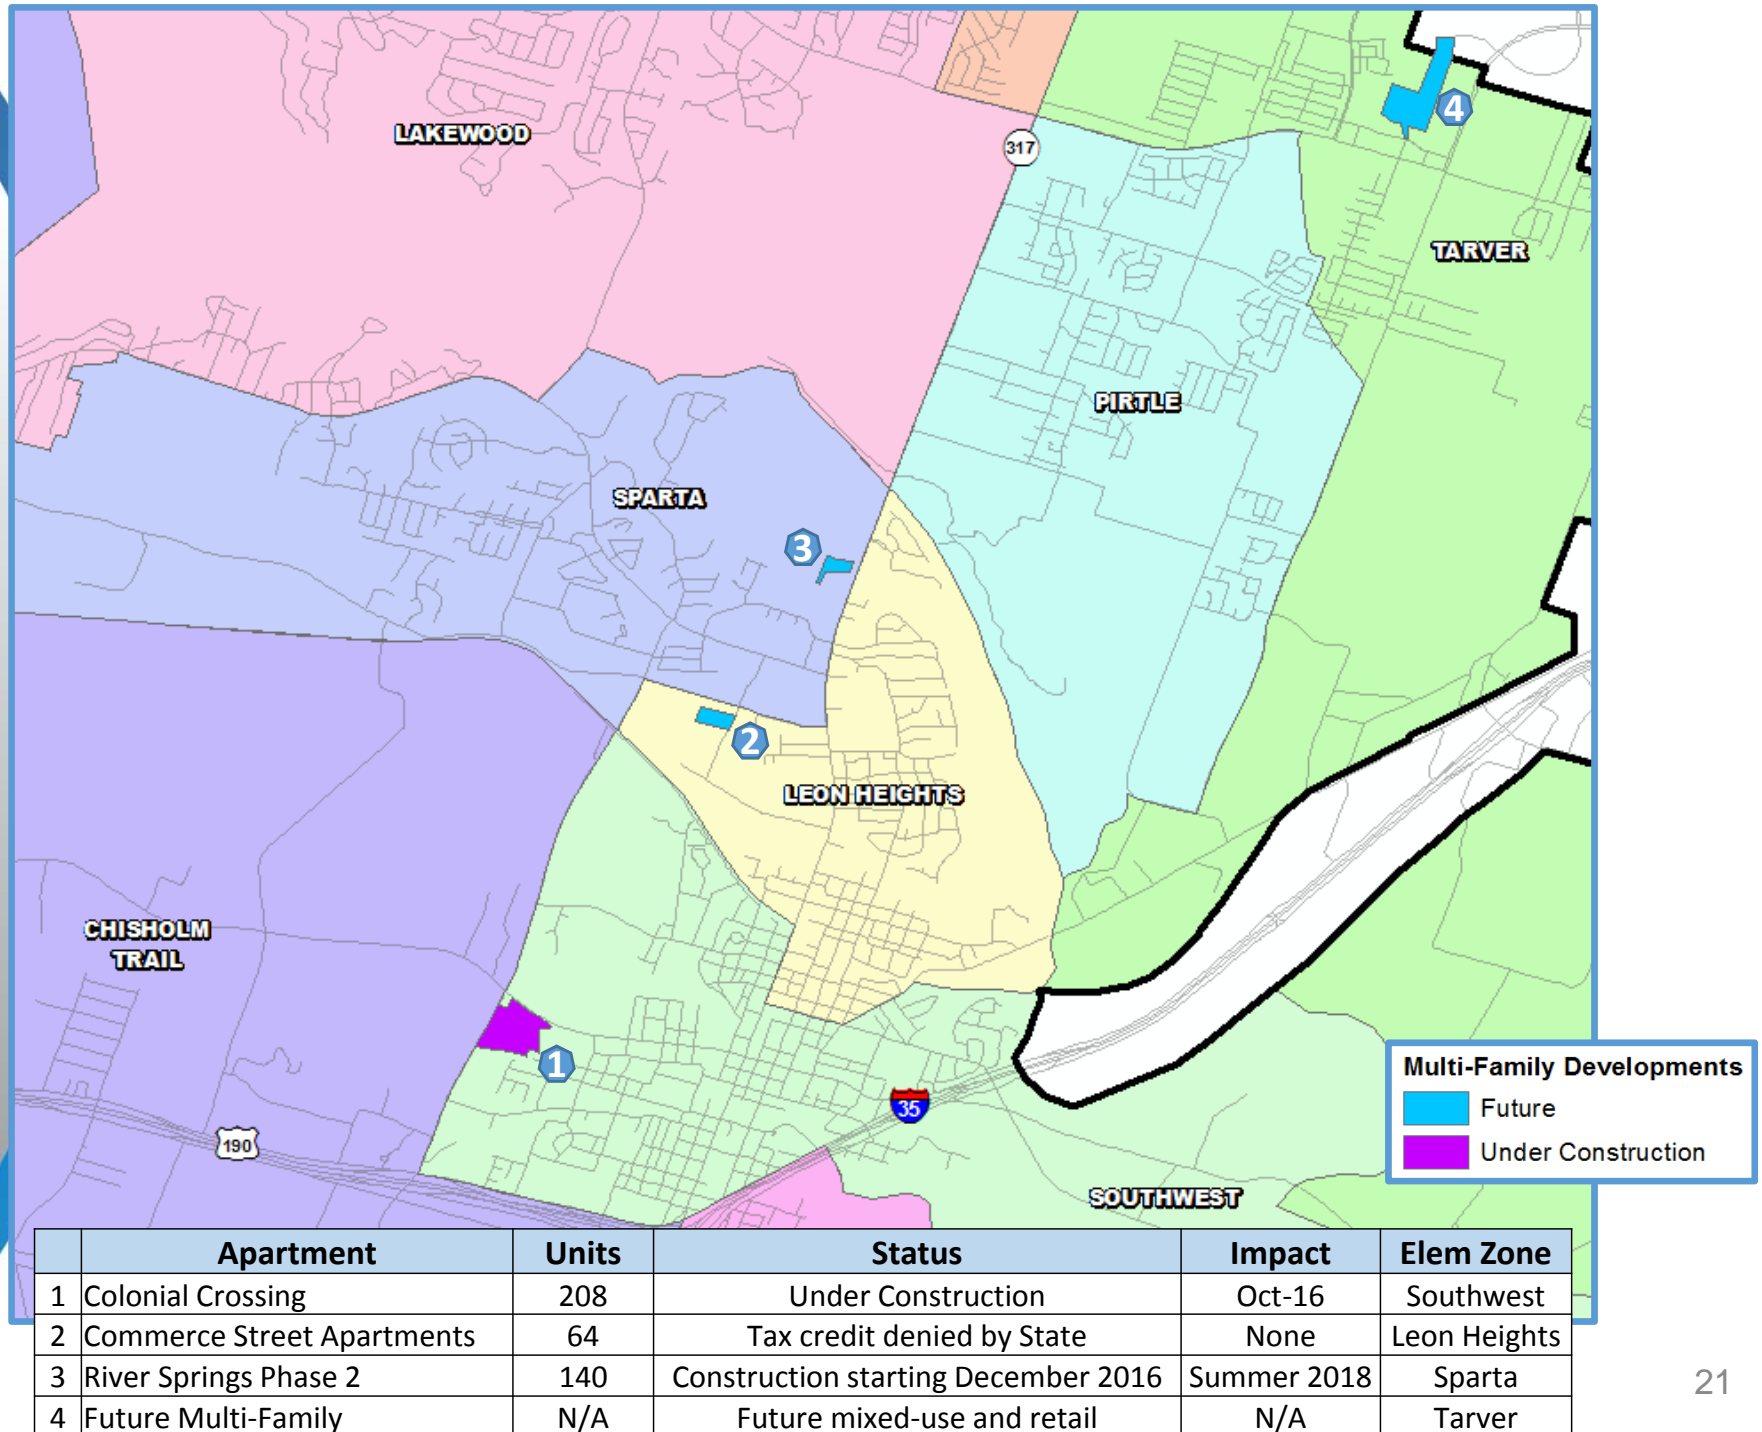 LAKEWOOD
317
4
TARVER
PIRTLE
SPARTA
3
2
LEON HEIGHTS
CHISHOLM
TRAIL
1
35
190
SOUTHWEST
Multi-Family Developments
Future
Under Construction
Apartment Units Status Impact Elem Zone
1 Colonial Crossing 208 Under Construction Oct-16 Southwest
2 Commerce Street Apartments 64 Tax credit denied by State None Leon Heights
3 River Springs Phase 2 140 Construction starting December 2016 Summer 2018 Sparta
4 Future Multi-Family N/A Future mixed-use and retail N/A Tarver
21